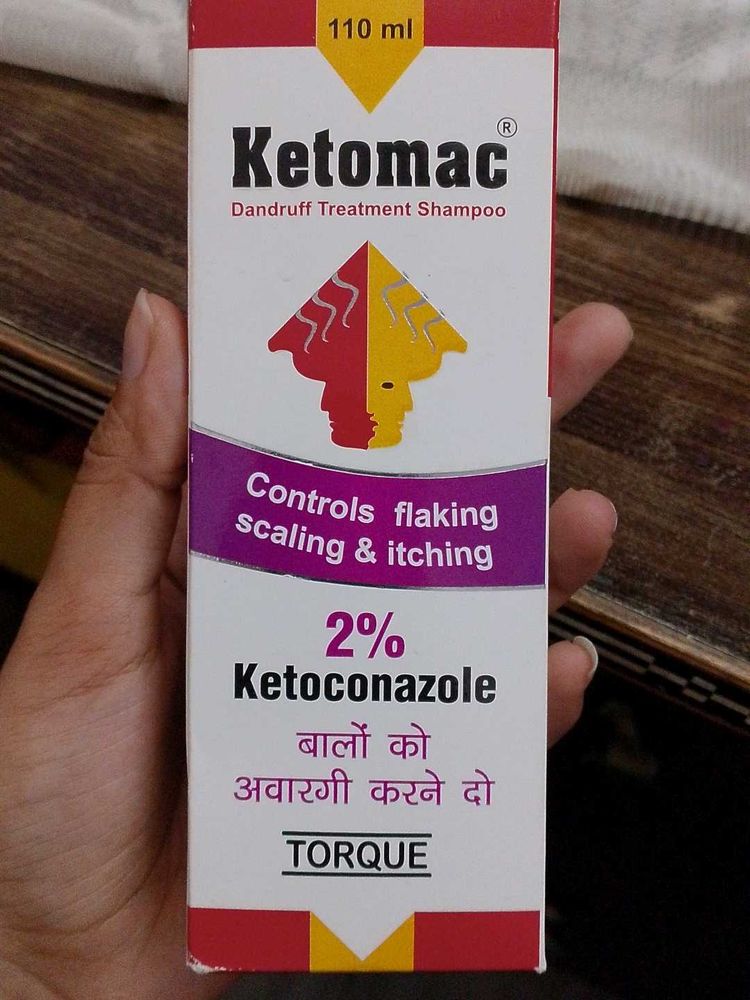 110 ml
Ketomac®
Dandruff Treatment Shampoo
Controls flaking
scaling & itching
2%
Ketoconazole
बालों को
अवारगी करने दो
TORQUE